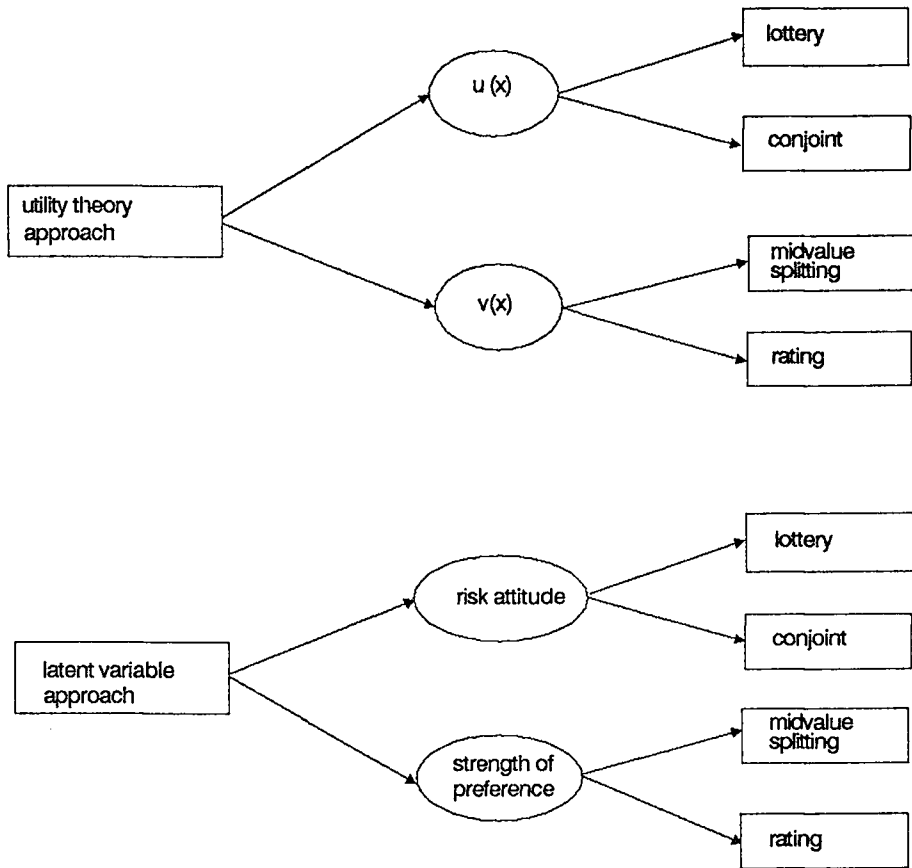 lottery
u (x)
conjoint
utility theory
approach
midvalue
splitting
v(x)
rating
lottery
risk attitude
conjoint
latent variable
approach
midvalue
splitting
strength of
preference
rating